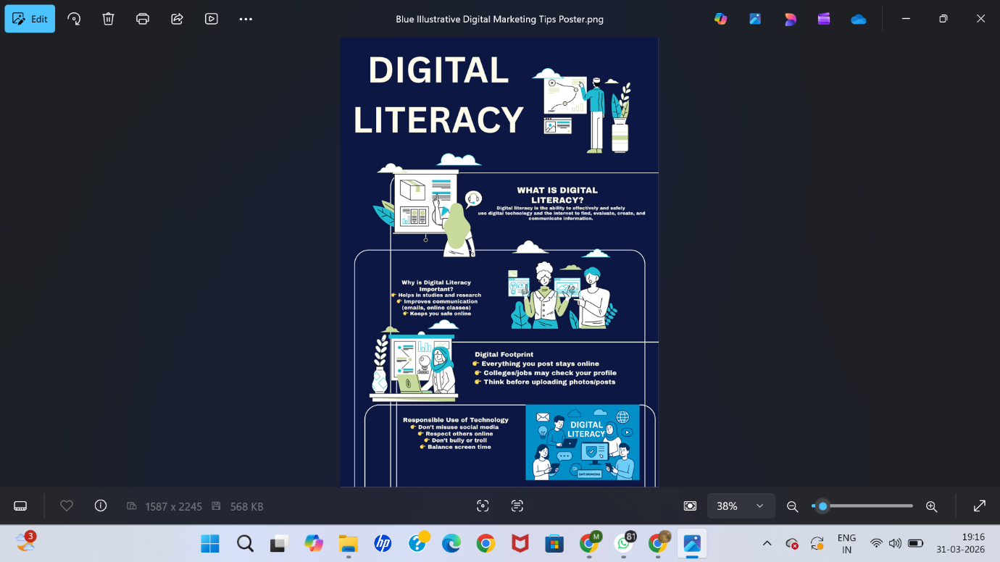 Edit
Blue Illustrative Digital Marketing Tips Poster.png
DIGITAL
LITERACY
WHAT IS DIGITAL
LITERACY?
Digital literacy is the ability to effectively and safely
use digital technology and the internet to find, evaluate, create, and
communicate information.
Why is Digital Literacy
Important?
👉 Helps in studies and research
👉 Improves communication
(emails, online classes)
👉 Keeps you safe online
Digital Footprint
👉 Everything you post stays online
👉 Colleges/jobs may check your profile
👉 Think before uploading photos/posts
Responsible Use of Technology
👉 Don't misuse social media
👉 Respect others online
👉 Don't bully or troll
👉 Balance screen time
DIGITAL
LITERACY
SAFE BROWSING
1587 x 2245
568 KB
38%
3
hp
M
81
ENG
IN
19:16
31-03-2026